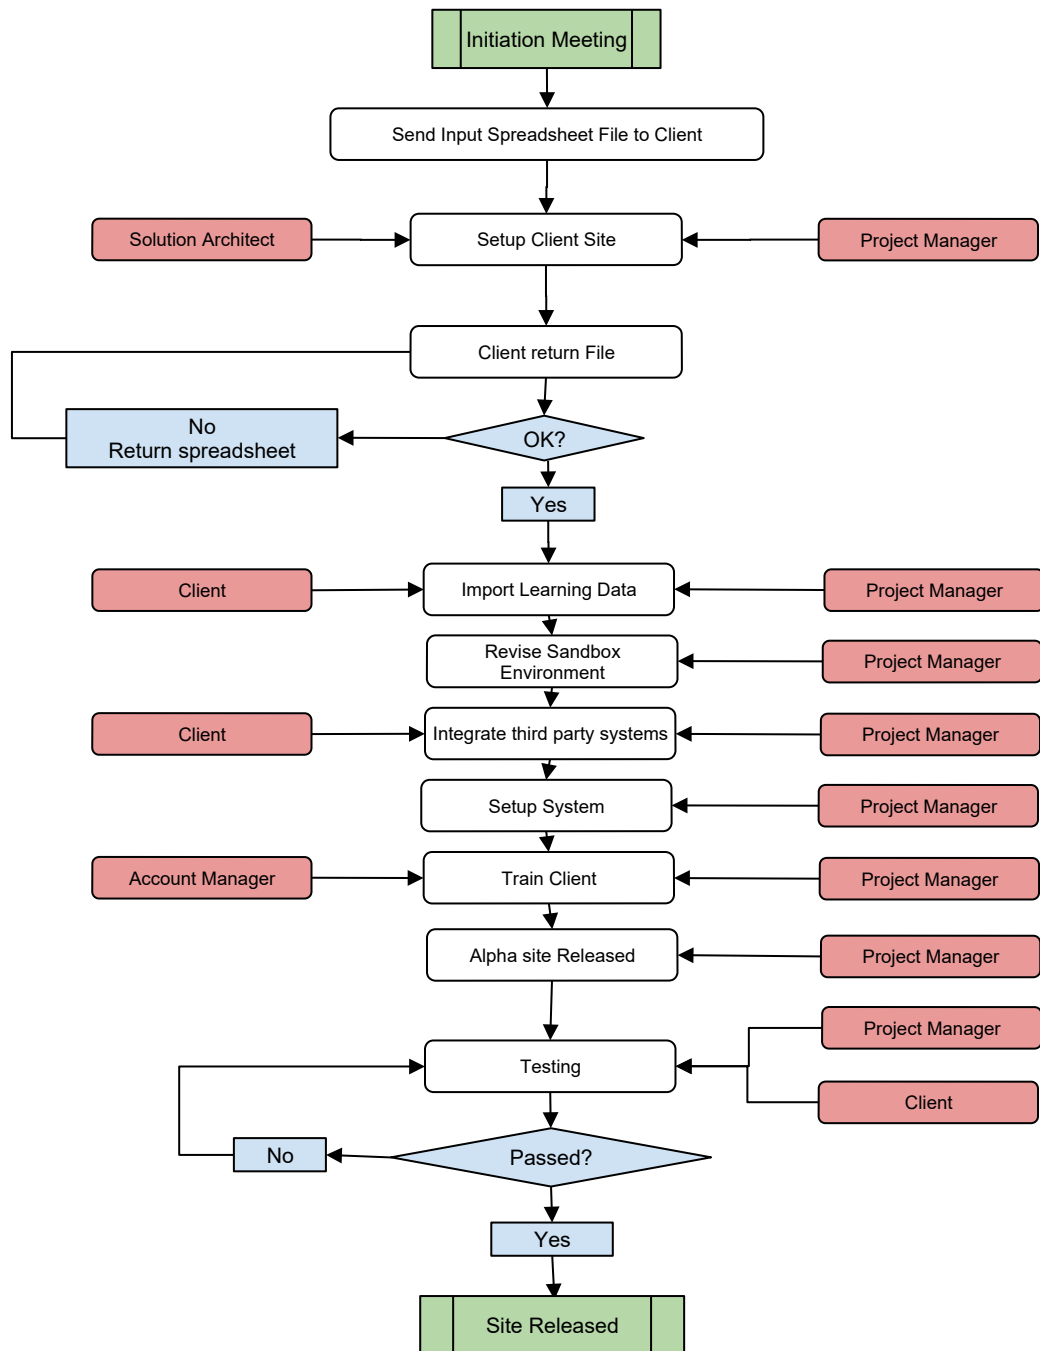 Initiation Meeting
Send Input Spreadsheet File to Client
Solution Architect
Setup Client Site
Project Manager
Client return File
No
Return spreadsheet
OK?
Yes
Client
Import Learning Data
Project Manager
Revise Sandbox
Environment
Project Manager
Client
Integrate third party systems
Project Manager
Setup System
Project Manager
Account Manager
Train Client
Project Manager
Alpha site Released
Project Manager
Project Manager
Testing
Client
No
Passed?
Yes
Site Released